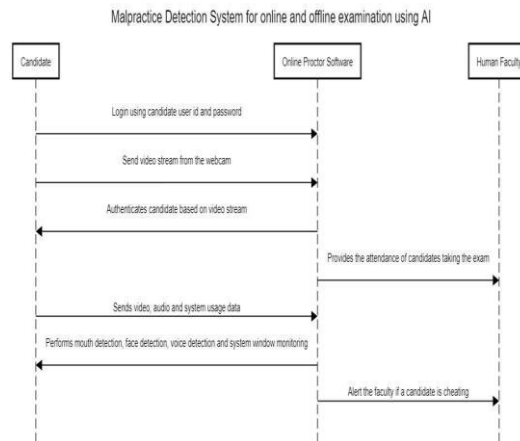 Malpractice Detection System for online and offline examination using AI
Candidate
Online Proctor Software
Human Faculty
Login using candidate user id and password
Send video stream from the webcam
Authenticates candidate based on video stream
Provides the attendance of candidates taking the exam
Sends video, audio and system usage data
Performs mouth detection, face detection, voice detection and system window monitoring
Alert the faculty if a candidate is cheating